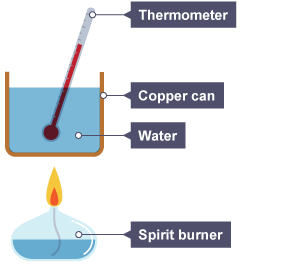 Thermometer
Copper can
Water
Spirit burner